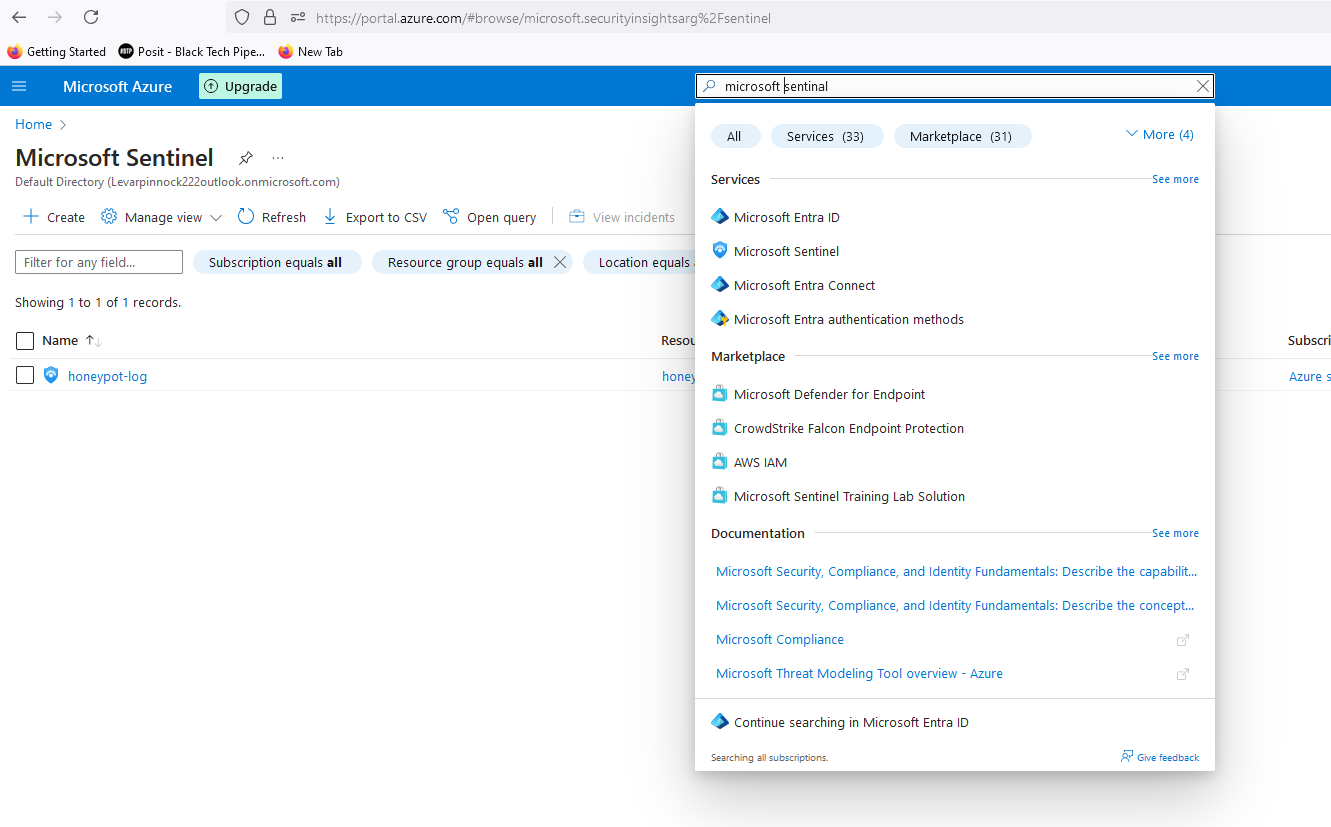 https://portal.azure.com/#browse/microsoft.securityinsightsarg%2Fsentinel
Getting Started
#BTP
Posit - Black Tech Pipe...
New Tab
Microsoft Azure
Upgrade
microsoft sentinal
Home
Microsoft Sentinel
...
Default Directory (Levarpinnock222outlook.onmicrosoft.com)
Create
Manage view
Refresh
Export to CSV
Open query
View incidents
Filter for any field...
Subscription equals all
Resource group equals all
Location equals
Showing 1 to 1 of 1 records.
Name
Resou
Subscri
honeypot-log
honey
Azure s
All
Services (33)
Marketplace (31)
More (4)
Services
See more
Microsoft Entra ID
Microsoft Sentinel
Microsoft Entra Connect
Microsoft Entra authentication methods
Marketplace
See more
Microsoft Defender for Endpoint
CrowdStrike Falcon Endpoint Protection
AWS IAM
Microsoft Sentinel Training Lab Solution
Documentation
See more
Microsoft Security, Compliance, and Identity Fundamentals: Describe the capabilit...
Microsoft Security, Compliance, and Identity Fundamentals: Describe the concept...
Microsoft Compliance
Microsoft Threat Modeling Tool overview - Azure
Continue searching in Microsoft Entra ID
Searching all subscriptions.
Give feedback